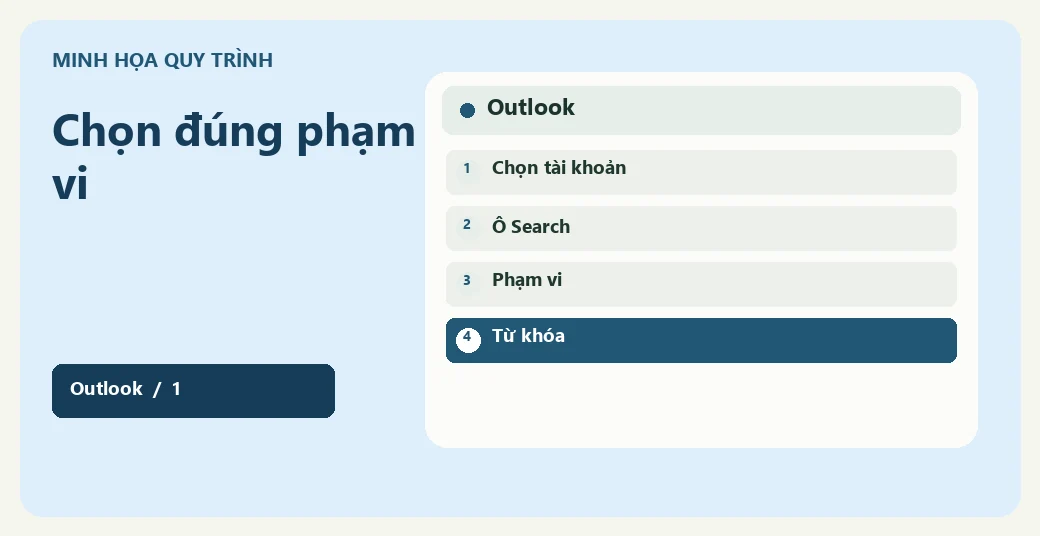 MINH HỌA QUY TRÌNH
Chọn đúng phạm
vi
Outlook / 1
Outlook
1 Chọn tài khoản
2 Ô Search
3 Phạm vi
4 Từ khóa